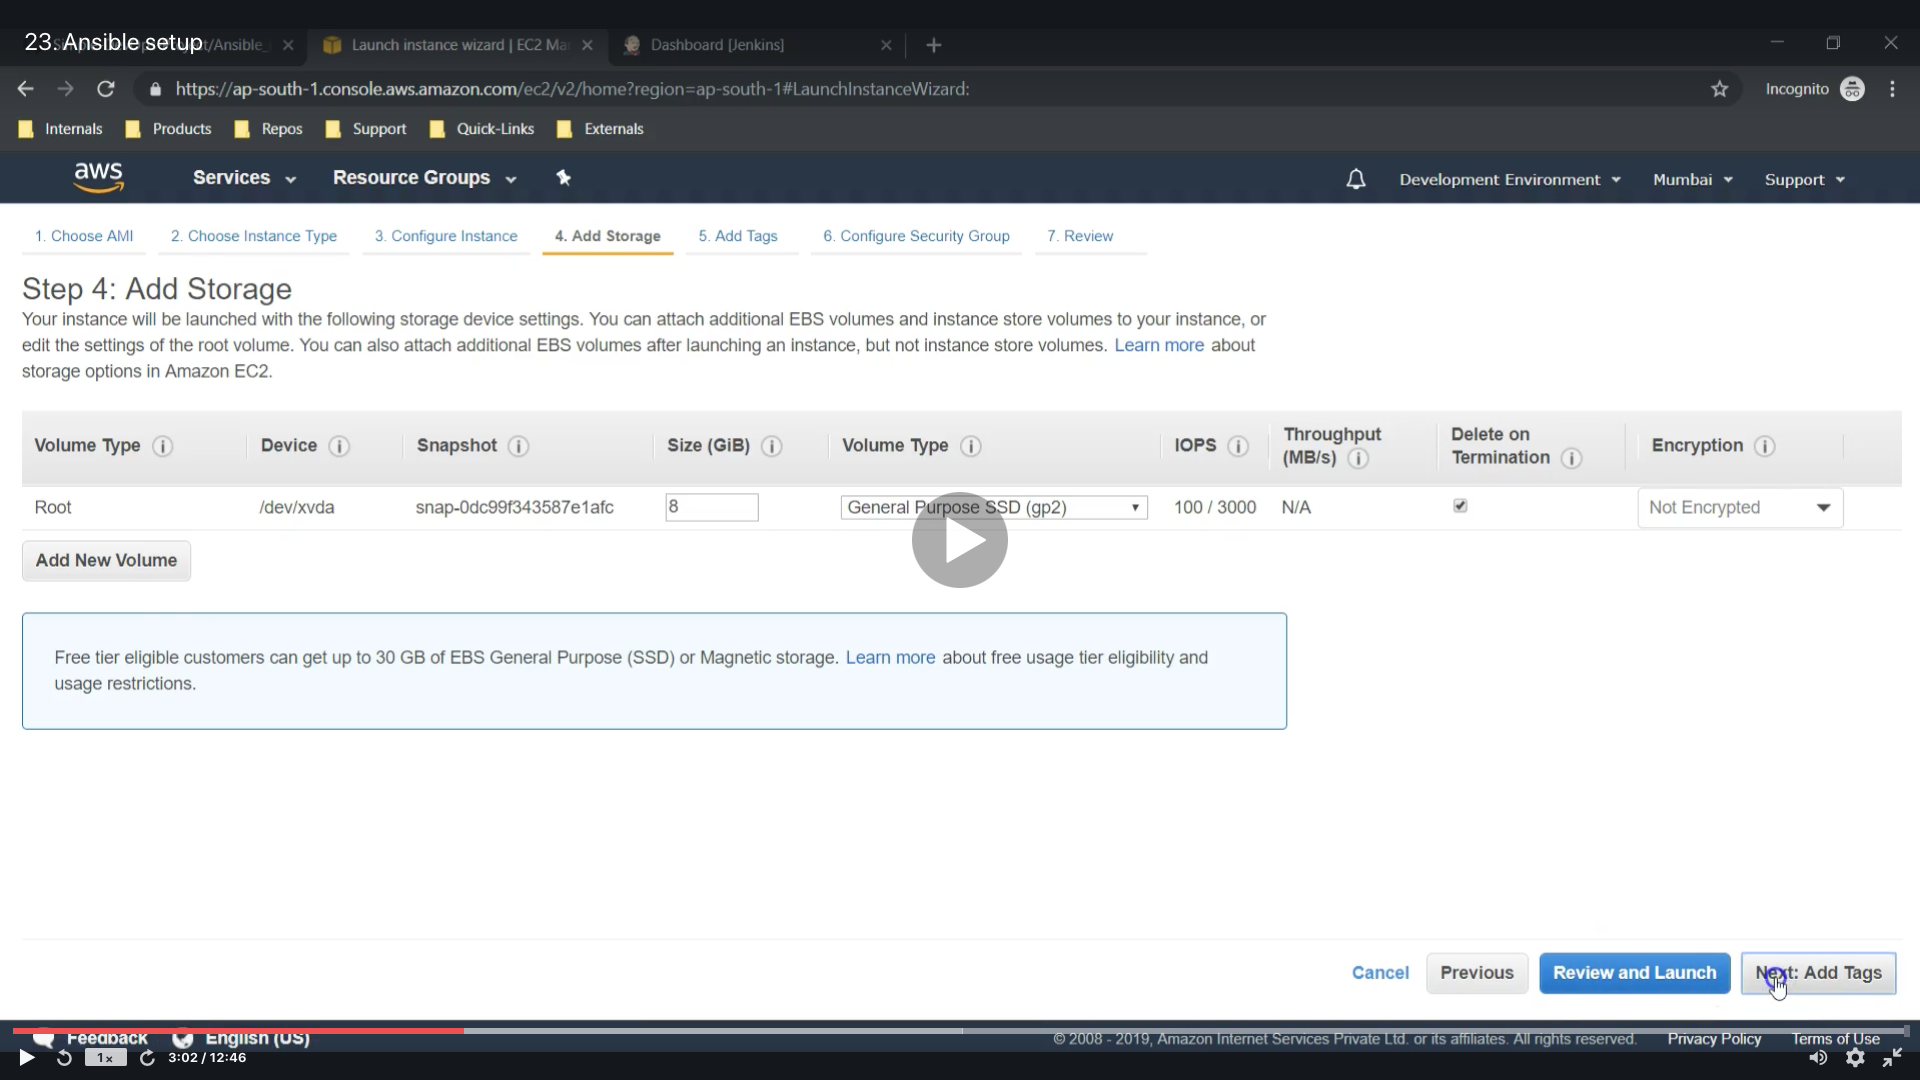 23. Ansible setup
/Ansible_
Launch instance wizard | EC2 Ma
Dashboard [Jenkins]
https://ap-south-1.console.aws.amazon.com/ec2/v2/home?region=ap-south-1#LaunchInstanceWizard:
Incognito
Internals
Products
Repos
Support
Quick-Links
Externals
aws
Services
Resource Groups
Development Environment
Mumbai
Support
1. Choose AMI
2. Choose Instance Type
3. Configure Instance
4. Add Storage
5. Add Tags
6. Configure Security Group
7. Review
Step 4: Add Storage
Your instance will be launched with the following storage device settings. You can attach additional EBS volumes and instance store volumes to your instance, or
edit the settings of the root volume. You can also attach additional EBS volumes after launching an instance, but not instance store volumes. Learn more about
storage options in Amazon EC2.
Volume Type
Device
Snapshot
Size (GiB)
Volume Type
IOPS
Throughput
(MB/s)
Delete on
Termination
Encryption
Root
/dev/xvda
snap-0dc99f343587e1afc
8
General Purpose SSD (gp2)
100 / 3000
N/A
Not Encrypted
Add New Volume
Free tier eligible customers can get up to 30 GB of EBS General Purpose (SSD) or Magnetic storage. Learn more about free usage tier eligibility and
usage restrictions.
Cancel
Previous
Review and Launch
Next: Add Tags
Feedback
English (US)
© 2008 - 2019, Amazon Internet Services Private Ltd. or its affiliates. All rights reserved.
Privacy Policy
Terms of Use
1x
3:02 / 12:46